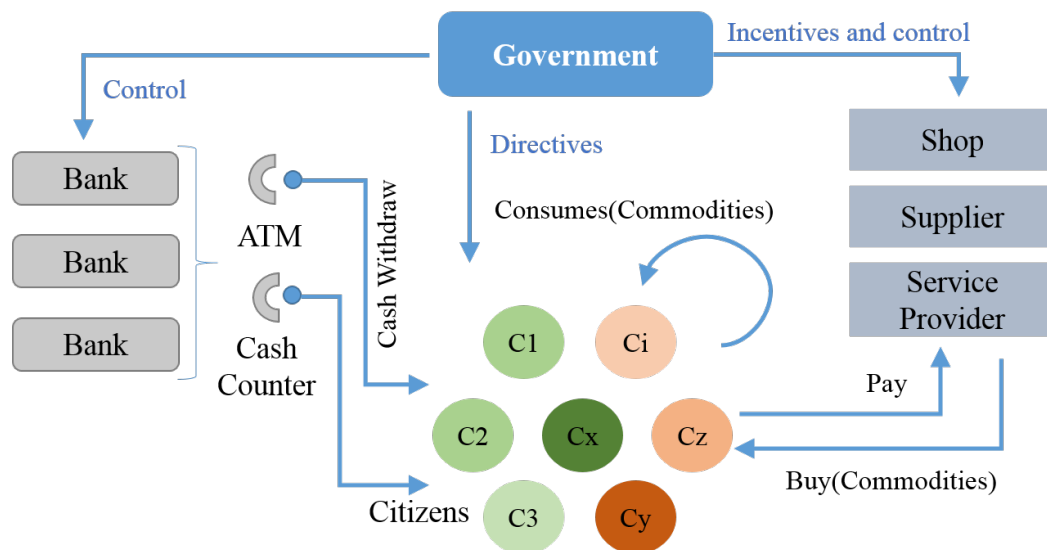 Government
Incentives and control
Control
Directives
Shop
Supplier
Service
Provider
Bank
Bank
Bank
ATM
Cash
Counter
Cash Withdraw
Consumes(Commodities)
C1
Ci
C2
Cx
Cz
C3
Cy
Citizens
Pay
Buy(Commodities)